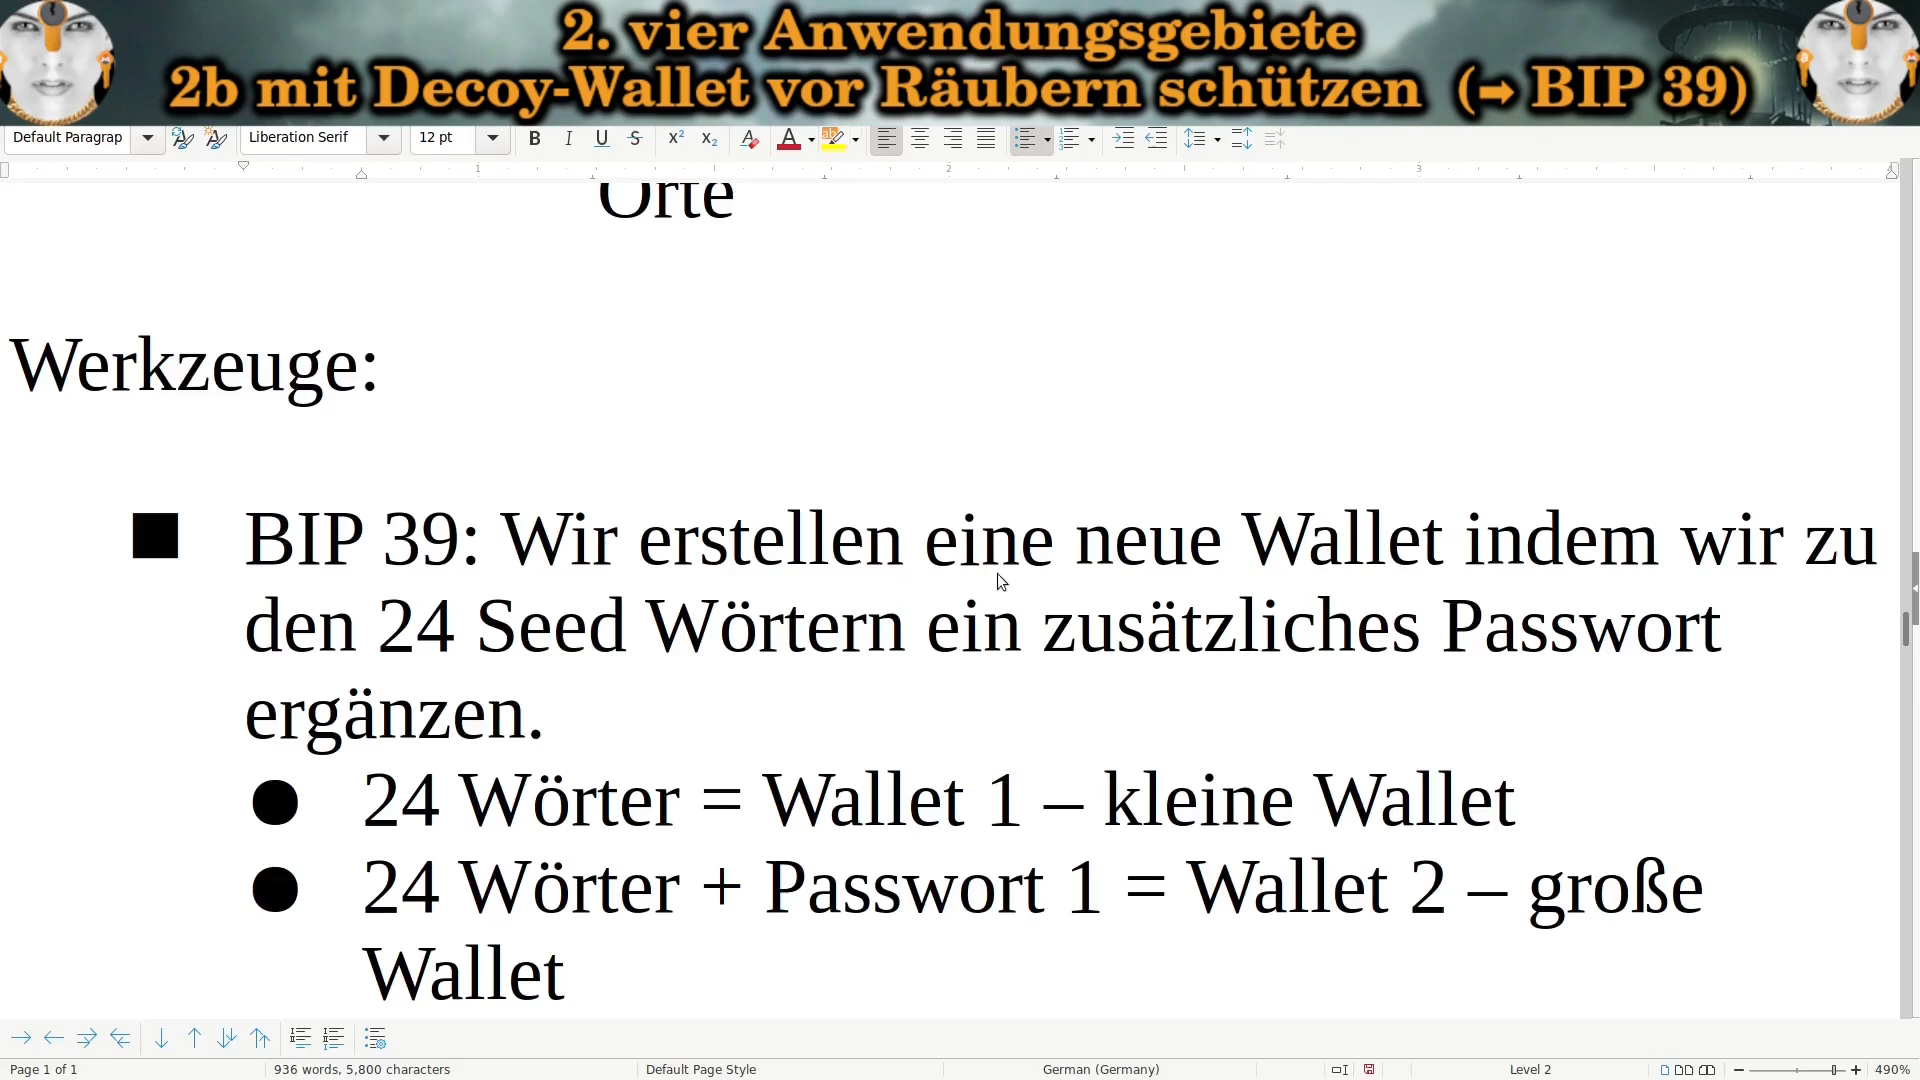 2. vier Anwendungsgebiete
2b mit Decoy-Wallet vor Räubern schützen (→ BIP 39)
Default Paragrap
Liberation Serif
12 pt
1 2 3
Orte
Werkzeuge:
■ BIP 39: Wir erstellen eine neue Wallet indem wir zu
den 24 Seed Wörtern ein zusätzliches Passwort
ergänzen.
● 24 Wörter = Wallet 1 – kleine Wallet
● 24 Wörter + Passwort 1 = Wallet 2 – große
Wallet
Page 1 of 1
936 words, 5,800 characters
Default Page Style
German (Germany)
Level 2
490%